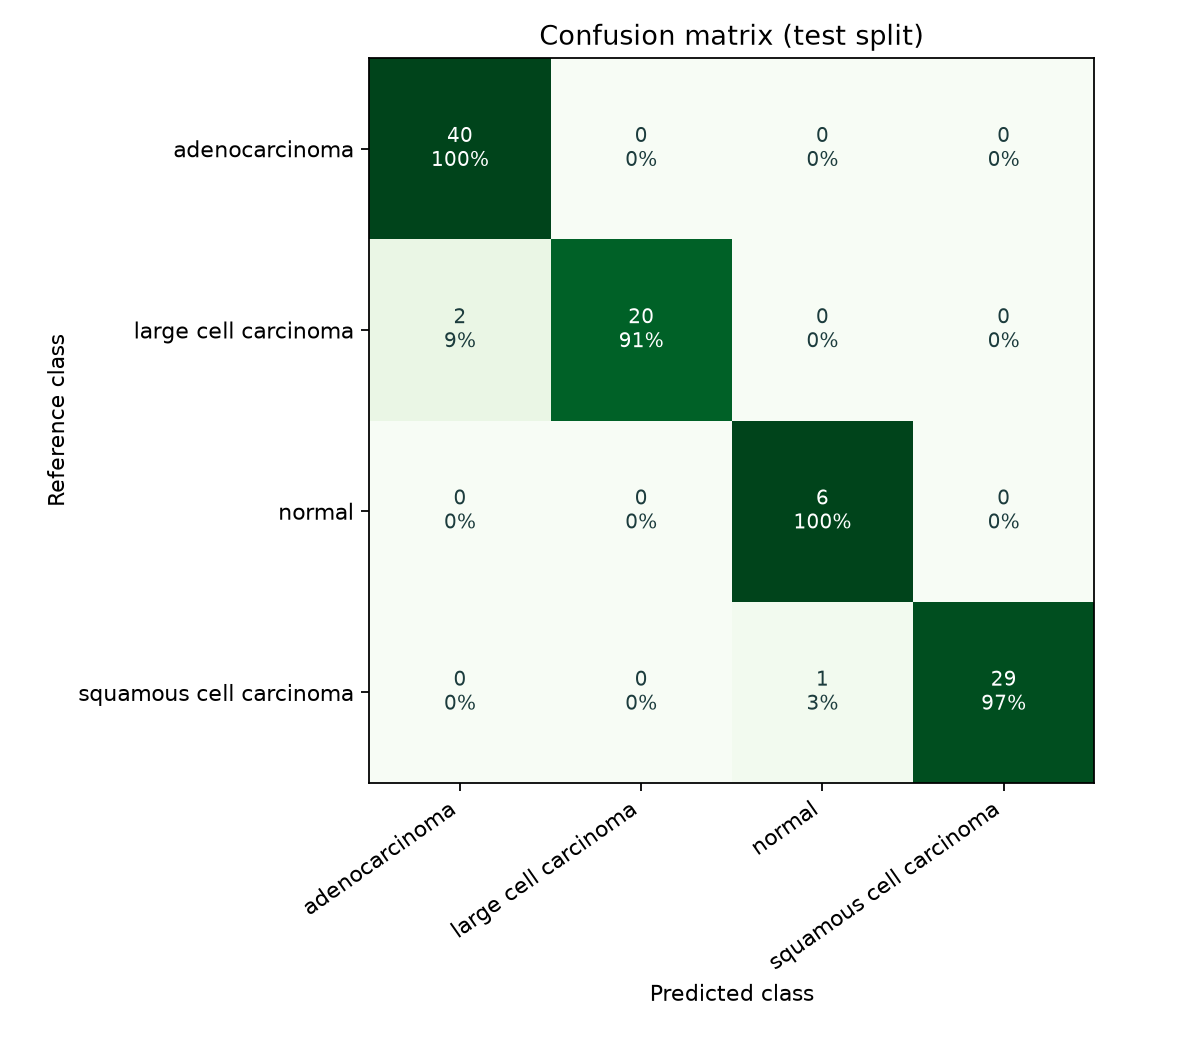 Confusion matrix (test split)
Reference class
adenocarcinoma
40
100%
0
0%
0
0%
0
0%
large cell carcinoma
2
9%
20
91%
0
0%
0
0%
normal
0
0%
0
0%
6
100%
0
0%
squamous cell carcinoma
0
0%
0
0%
1
3%
29
97%
adenocarcinoma
large cell carcinoma
normal
squamous cell carcinoma
Predicted class